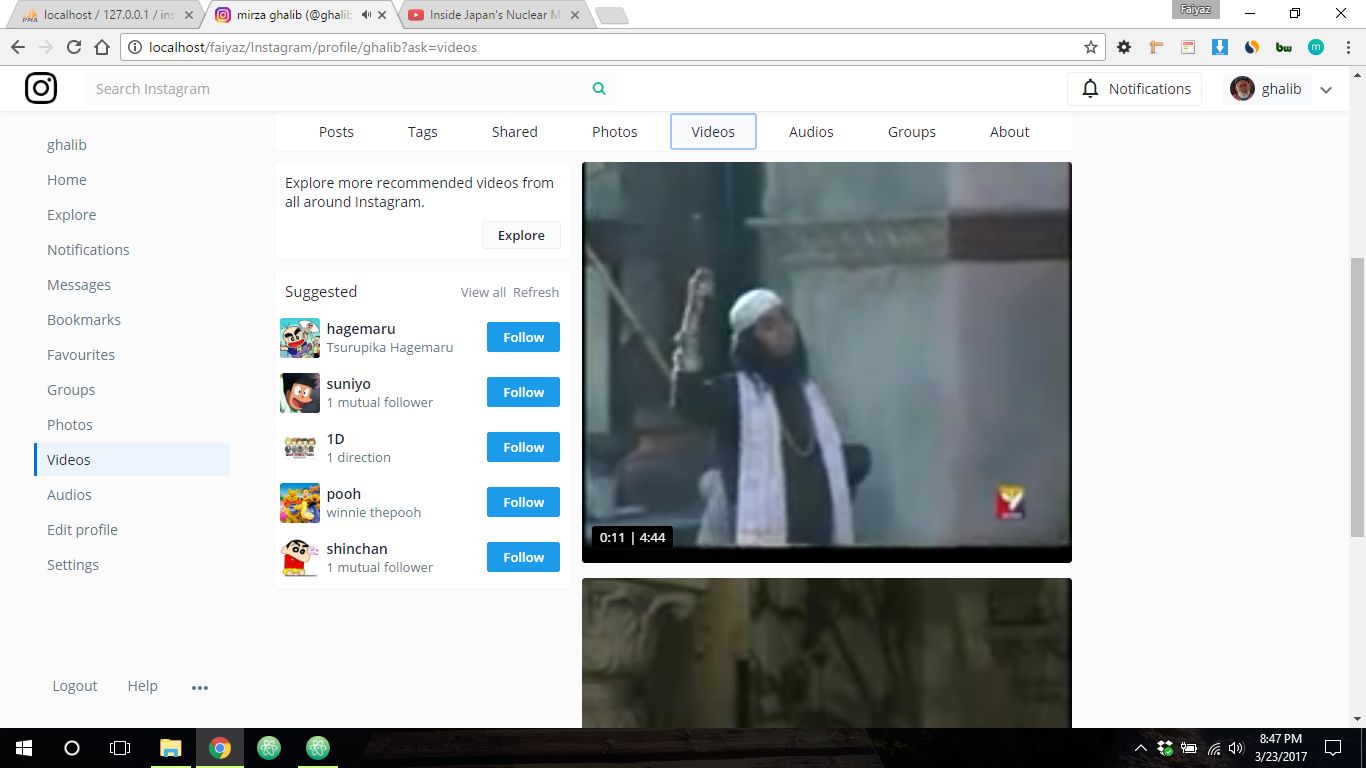 localhost / 127.0.0.1 / ins
mirza ghalib (@ghalib
Inside Japan's Nuclear M
Faiyaz
localhost/faiyaz/Instagram/profile/ghalib?ask=videos
bw
m
Search Instagram
Notifications
ghalib
Posts
Tags
Shared
Photos
Videos
Audios
Groups
About
ghalib
Home
Explore
Notifications
Messages
Bookmarks
Favourites
Groups
Photos
Videos
Audios
Edit profile
Settings
Logout
Help
Explore more recommended videos from
all around Instagram.
Explore
Suggested
View all Refresh
hagemaru
Tsurupika Hagemaru
Follow
suniyo
1 mutual follower
Follow
1D
1 direction
Follow
pooh
winnie thepooh
Follow
shinchan
1 mutual follower
Follow
0:11 | 4:44
8:47 PM
3/23/2017